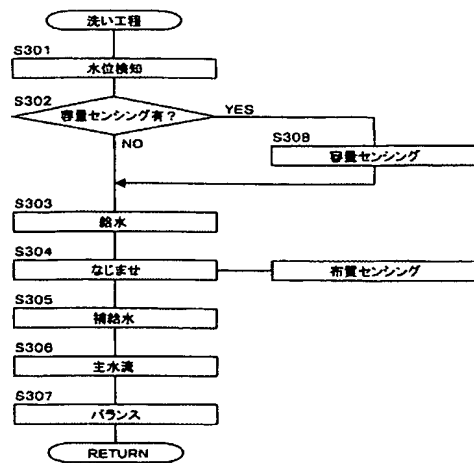 洗い工程
S301
水位検知
S302
容量センシング有?
YES
NO
S308
容量センシング
S303
給水
S304
なじませ
布質センシング
S305
補給水
S306
主水流
S307
バランス
RETURN